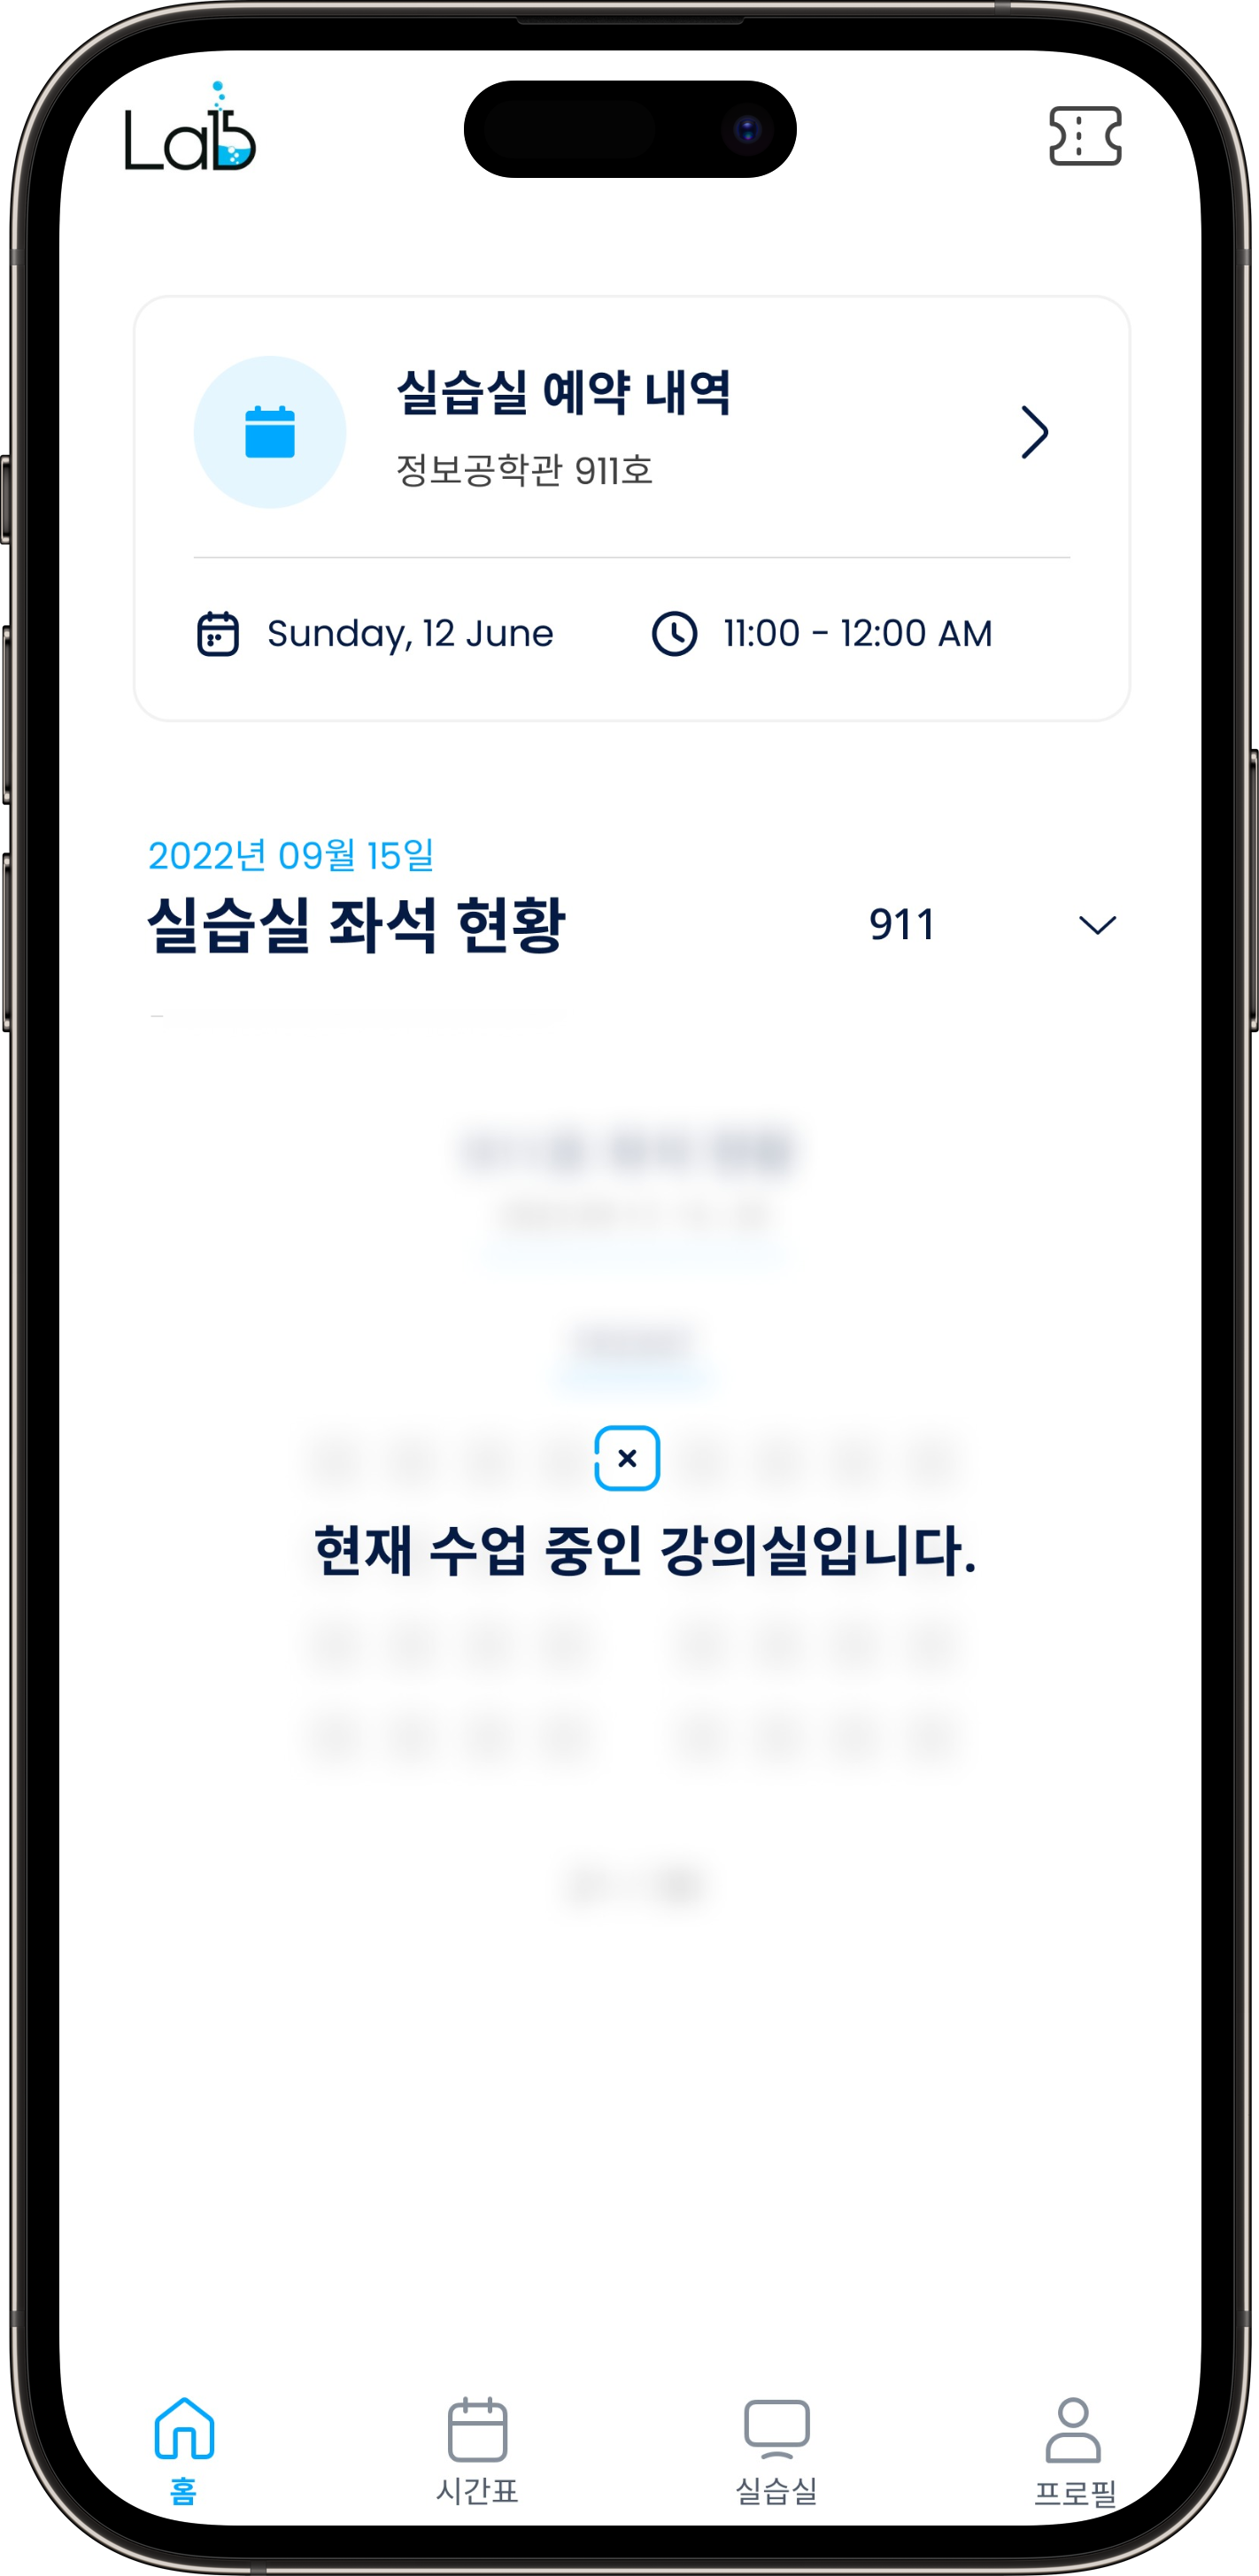 Lab
실습실 예약 내역
정보공학관 911호
Sunday, 12 June
11:00 - 12:00 AM
2022년 09월 15일
실습실 좌석 현황
911
현재 수업 중인 강의실입니다.
홈
시간표
실습실
프로필